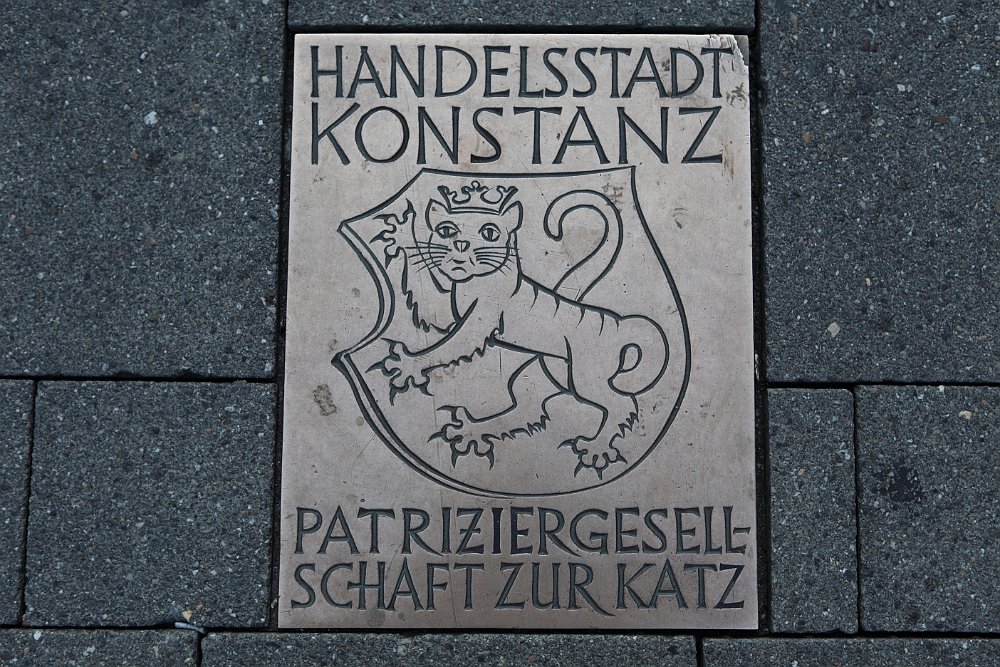 HANDELSSTADT
KONSTANZ
PATRIZIERGESELL-
SCHAFT ZUR KATZ